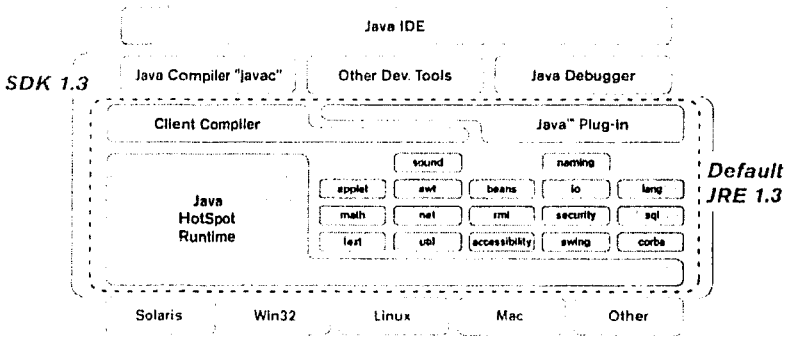 Java IDE
SDK 1.3
Java Compiler "javac"
Other Dev. Tools
Java Debugger
Client Compiler
Java™ Plug-in
sound
naming
Default
JRE 1.3
applet
awt
beans
io
lang
Java
HotSpot
Runtime
math
net
rmi
security
sql
text
util
accessibility
swing
corba
Solaris
Win32
Linux
Mac
Other